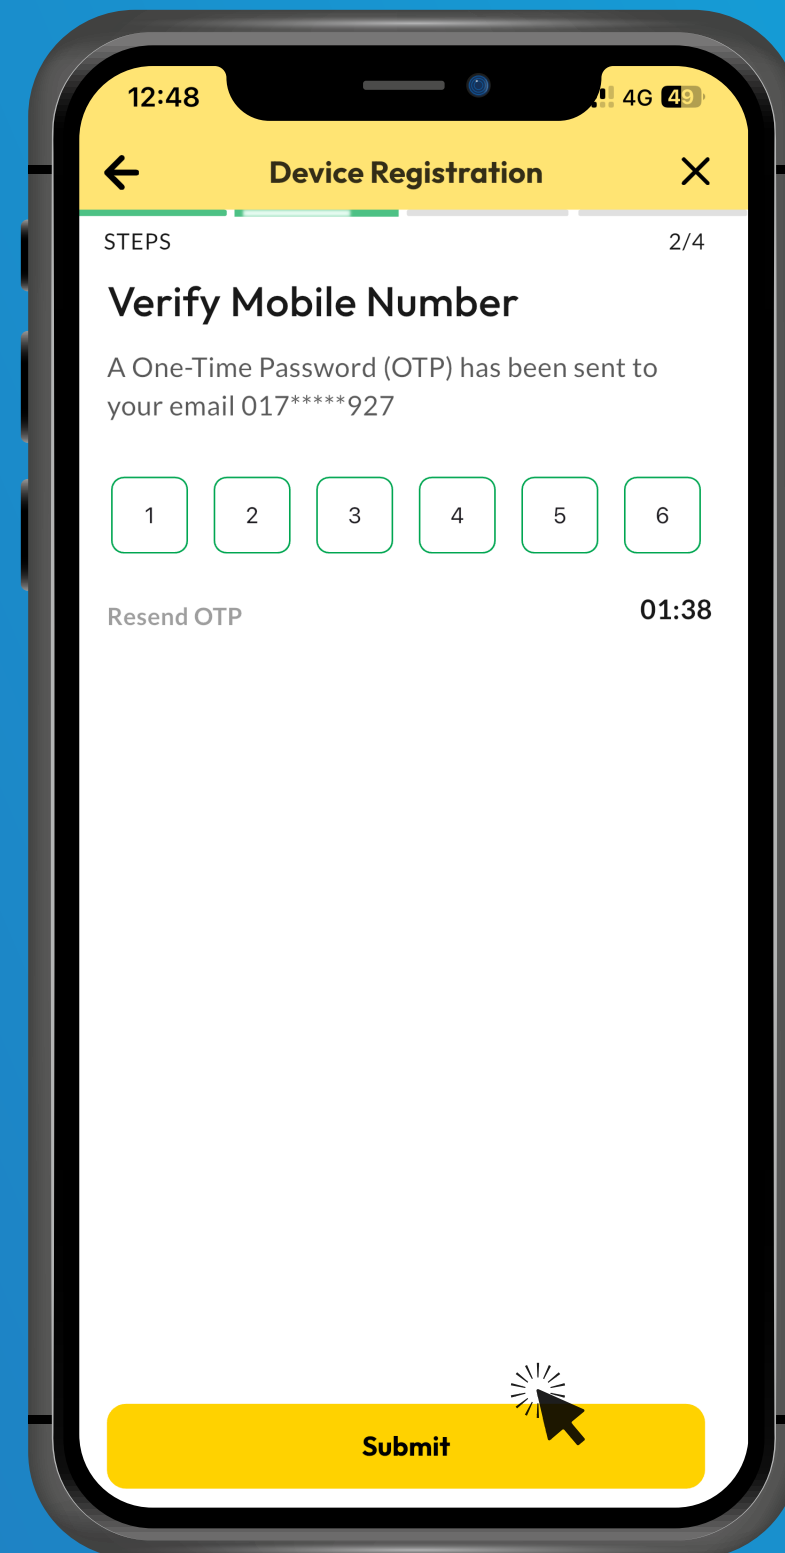 12:48
4G 49
Device Registration
STEPS
2/4
Verify Mobile Number
A One-Time Password (OTP) has been sent to
your email 017*****927
1 2 3 4 5 6
Resend OTP
01:38
Submit